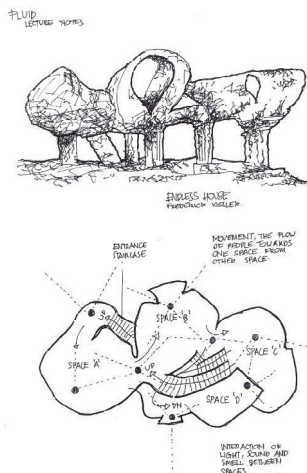 FLUID
LECTURE NOTES
ENDLESS HOUSE
FREDERICK KIESLER
ENTRANCE
STAIRCASE
MOVEMENT, THE FLOW
OF PEOPLE TOWARDS
ONE SPACE FROM
OTHER SPACE.
SPACE 'B'
SPACE 'A'
UP
SPACE 'C'
SPACE 'D'
DN
INTERACTION OF
LIGHT, SOUND AND
SMELL BETWEEN
SPACES